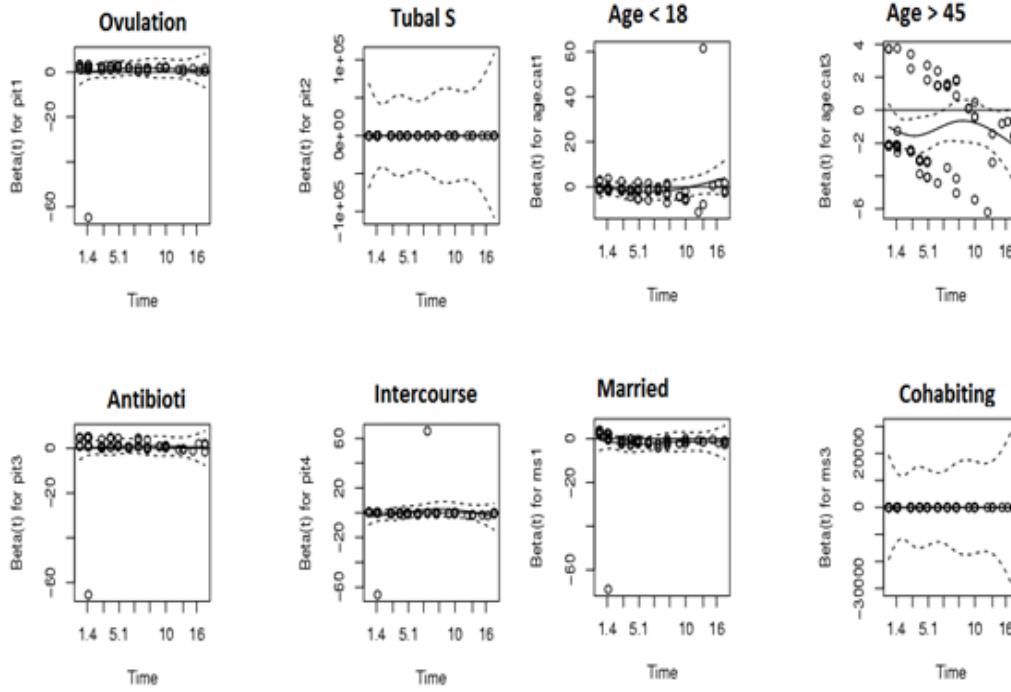 Ovulation
Tubal S
Age < 18
Age > 45
Beta(t) for pit1
0
-20
-60
1.4 5.1 10 16
Time
Beta(t) for pit2
1e+05
0e+00
-1e+05
1.4 5.1 10 16
Time
Beta(t) for age.cat1
60
40
20
0
1.4 5.1 10 16
Time
Beta(t) for age.cat3
4
2
0
-2
-6
1.4 5.1 10 16
Time
Antibioti
Intercourse
Married
Cohabiting
Beta(t) for pit3
0
-20
-60
1.4 5.1 10 16
Time
Beta(t) for pit4
60
20
0
-20
-60
1.4 5.1 10 16
Time
Beta(t) for ms1
0
-20
-60
1.4 5.1 10 16
Time
Beta(t) for ms3
20000
0
-30000
1.4 5.1 10 16
Time